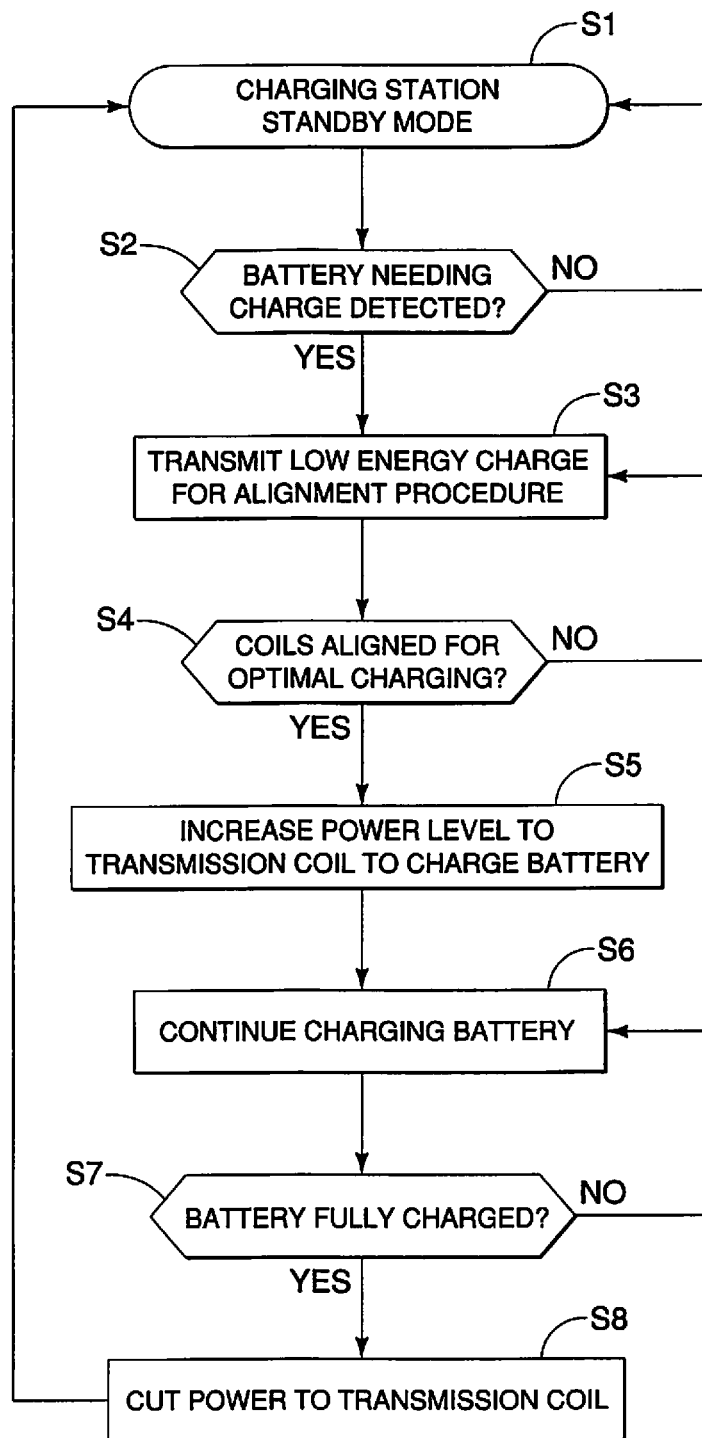 S1
CHARGING STATION
STANDBY MODE
S2
BATTERY NEEDING
CHARGE DETECTED?
NO
YES
S3
TRANSMIT LOW ENERGY CHARGE
FOR ALIGNMENT PROCEDURE
S4
COILS ALIGNED FOR
OPTIMAL CHARGING?
NO
YES
S5
INCREASE POWER LEVEL TO
TRANSMISSION COIL TO CHARGE BATTERY
S6
CONTINUE CHARGING BATTERY
S7
BATTERY FULLY CHARGED?
NO
YES
S8
CUT POWER TO TRANSMISSION COIL